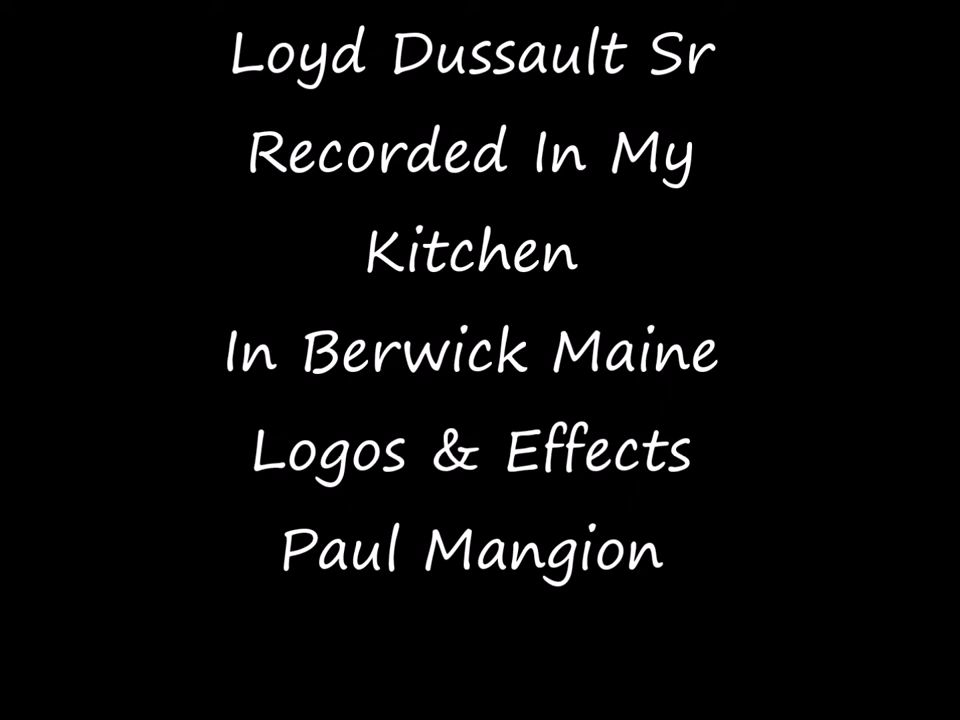 Loyd Dussault Sr
Recorded In My
Kitchen
In Berwick Maine
Logos & Effects
Paul Mangion